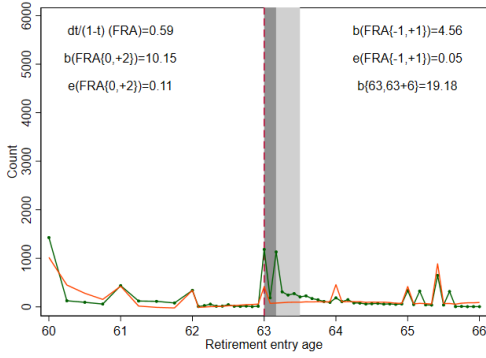 6000
5000
4000
3000
2000
1000
0
Count
dt/(1-t) (FRA)=0.59
b(FRA{0,+2})=10.15
e(FRA{0,+2})=0.11
b(FRA{-1,+1})=4.56
e(FRA{-1,+1})=0.05
b{63,63+6}=19.18
60 61 62 63 64 65 66
Retirement entry age